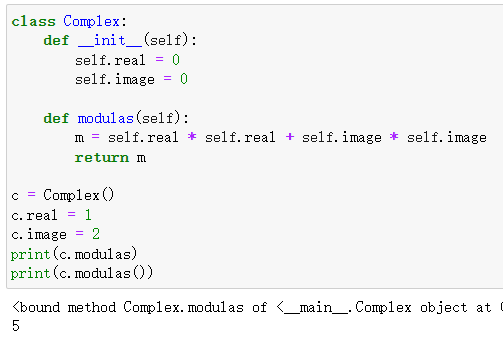 class Complex:
    def __init__(self):
        self.real = 0
        self.image = 0
    def modulas(self):
        m = self.real * self.real + self.image * self.image
        return m
c = Complex()
c.real = 1
c.image = 2
print(c.modulas)
print(c.modulas())
<bound method Complex.modulas of <__main__.Complex object at
5